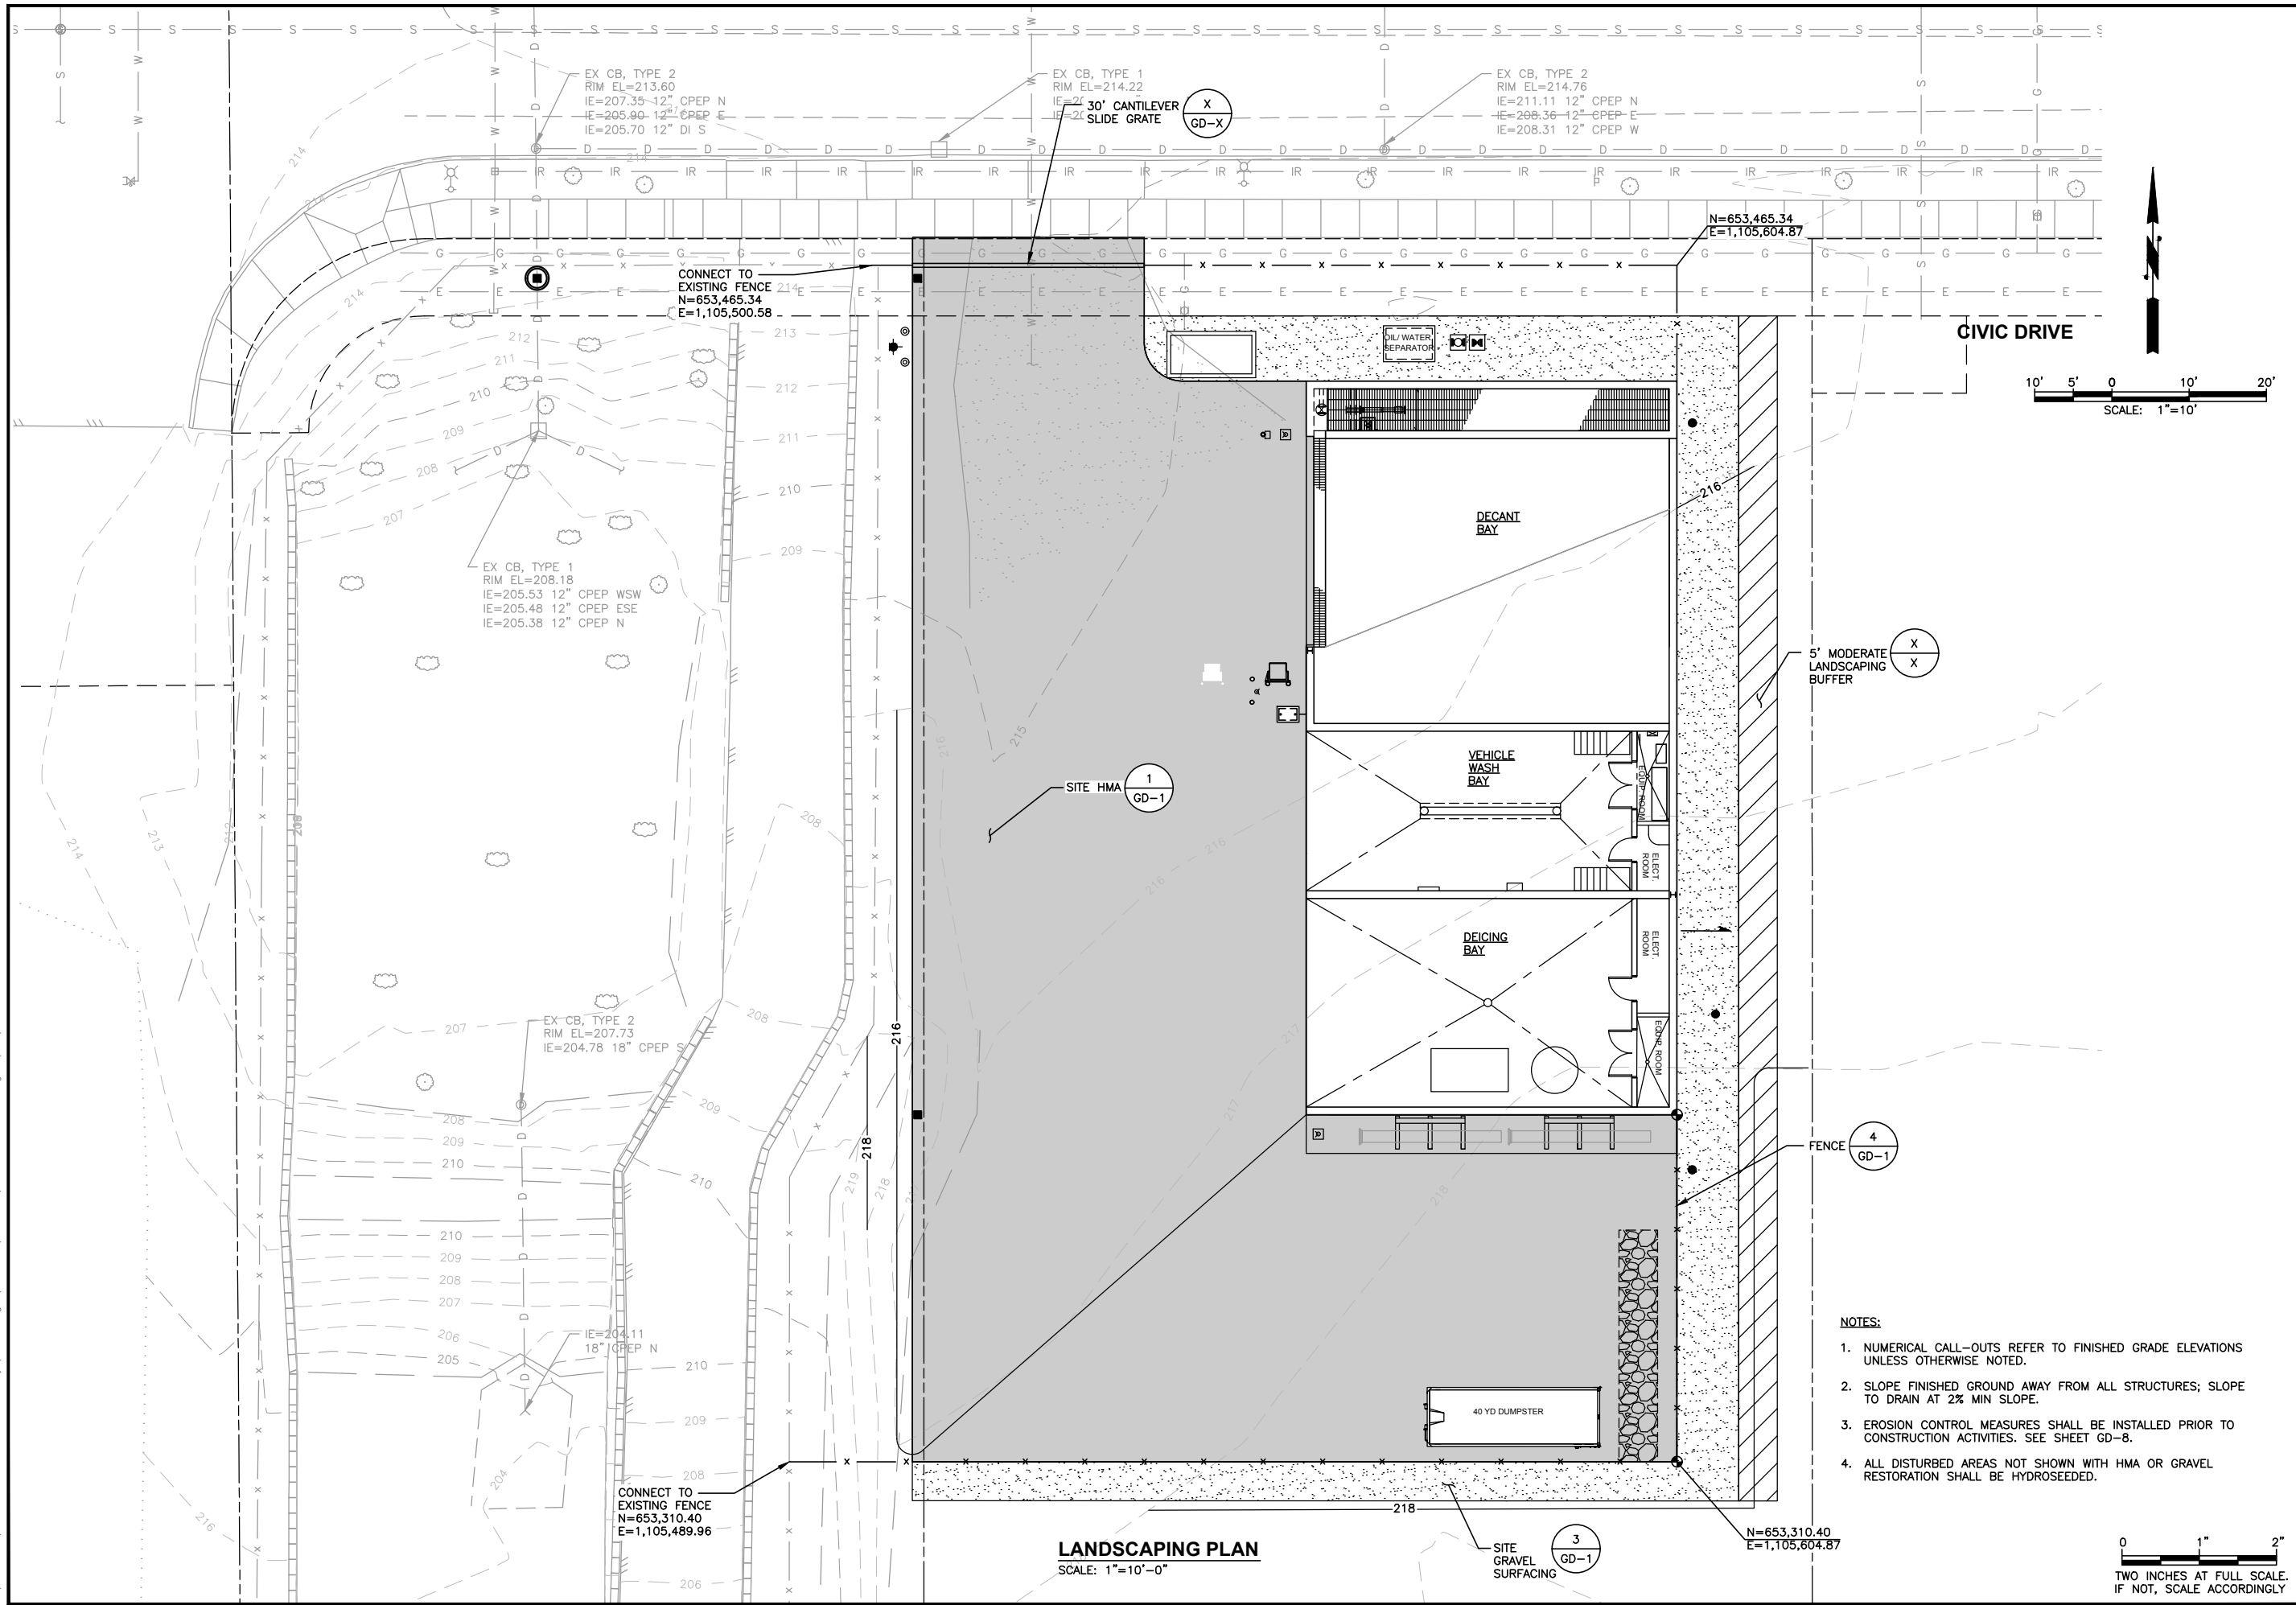 EX CB, TYPE 2
RIM EL=213.60
IE=207.35 12" CPEP N
IE=205.90 12" CPEP E
IE=205.70 12" DI S
EX CB, TYPE 1
RIM EL=214.22
30' CANTILEVER
SLIDE GRATE
X
GD-X
EX CB, TYPE 2
RIM EL=214.76
IE=211.11 12" CPEP N
IE=208.36 12" CPEP E
IE=208.31 12" CPEP W
N=653,465.34
E=1,105,604.87
CONNECT TO
EXISTING FENCE
N=653,465.34
E=1,105,500.58
OIL/ WATER
SEPARATOR
CIVIC DRIVE
10' 5' 0 10' 20'
SCALE: 1"=10'
DECANT
BAY
216
EX CB, TYPE 1
RIM EL=208.18
IE=205.53 12" CPEP WSW
IE=205.48 12" CPEP ESE
IE=205.38 12" CPEP N
5' MODERATE
LANDSCAPING
BUFFER
X
X
SITE HMA
1
GD-1
VEHICLE
WASH
BAY
EQUIP. ROOM
ELECT.
ROOM
DEICING
BAY
ELECT.
ROOM
EQUIP. ROOM
EX CB, TYPE 2
RIM EL=207.73
IE=204.78 18" CPEP S
216
218
FENCE
4
GD-1
IE=204.11
18" CPEP N
40 YD DUMPSTER
CONNECT TO
EXISTING FENCE
N=653,310.40
E=1,105,489.96
218
N=653,310.40
E=1,105,604.87
SITE
GRAVEL
SURFACING
3
GD-1
LANDSCAPING PLAN
SCALE: 1"=10'-0"
NOTES:
1. NUMERICAL CALL-OUTS REFER TO FINISHED GRADE ELEVATIONS
UNLESS OTHERWISE NOTED.
2. SLOPE FINISHED GROUND AWAY FROM ALL STRUCTURES; SLOPE
TO DRAIN AT 2% MIN SLOPE.
3. EROSION CONTROL MEASURES SHALL BE INSTALLED PRIOR TO
CONSTRUCTION ACTIVITIES. SEE SHEET GD-8.
4. ALL DISTURBED AREAS NOT SHOWN WITH HMA OR GRAVEL
RESTORATION SHALL BE HYDROSEEDED.
0 1" 2"
TWO INCHES AT FULL SCALE.
IF NOT, SCALE ACCORDINGLY